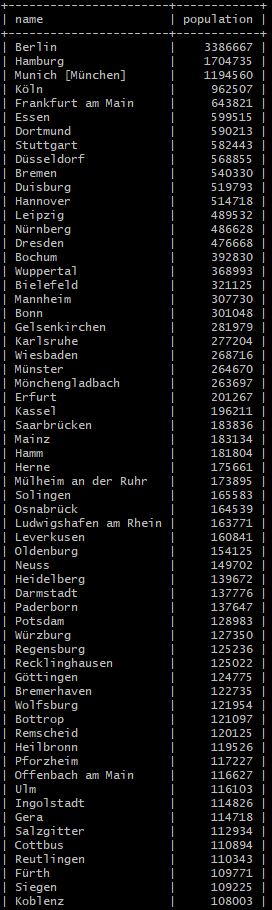 +------------------------+------------+
| name | population |
+------------------------+------------+
| Berlin | 3386667 |
| Hamburg | 1704735 |
| Munich [München] | 1194560 |
| Köln | 962507 |
| Frankfurt am Main | 643821 |
| Essen | 599515 |
| Dortmund | 590213 |
| Stuttgart | 582443 |
| Düsseldorf | 568855 |
| Bremen | 540330 |
| Duisburg | 519793 |
| Hannover | 514718 |
| Leipzig | 489532 |
| Nürnberg | 486628 |
| Dresden | 476668 |
| Bochum | 392830 |
| Wuppertal | 368993 |
| Bielefeld | 321125 |
| Mannheim | 307730 |
| Bonn | 301048 |
| Gelsenkirchen | 281979 |
| Karlsruhe | 277204 |
| Wiesbaden | 268716 |
| Münster | 264670 |
| Mönchengladbach | 263697 |
| Erfurt | 201267 |
| Kassel | 196211 |
| Saarbrücken | 183836 |
| Mainz | 183134 |
| Hamm | 181804 |
| Herne | 175661 |
| Mülheim an der Ruhr | 173895 |
| Solingen | 165583 |
| Osnabrück | 164539 |
| Ludwigshafen am Rhein | 163771 |
| Leverkusen | 160841 |
| Oldenburg | 154125 |
| Neuss | 149702 |
| Heidelberg | 139672 |
| Darmstadt | 137776 |
| Paderborn | 137647 |
| Potsdam | 128983 |
| Würzburg | 127350 |
| Regensburg | 125236 |
| Recklinghausen | 125022 |
| Göttingen | 124775 |
| Bremerhaven | 122735 |
| Wolfsburg | 121954 |
| Bottrop | 121097 |
| Remscheid | 120125 |
| Heilbronn | 119526 |
| Pforzheim | 117227 |
| Offenbach am Main | 116627 |
| Ulm | 116103 |
| Ingolstadt | 114826 |
| Gera | 114718 |
| Salzgitter | 112934 |
| Cottbus | 110894 |
| Reutlingen | 110343 |
| Fürth | 109771 |
| Siegen | 109225 |
| Koblenz | 108003 |